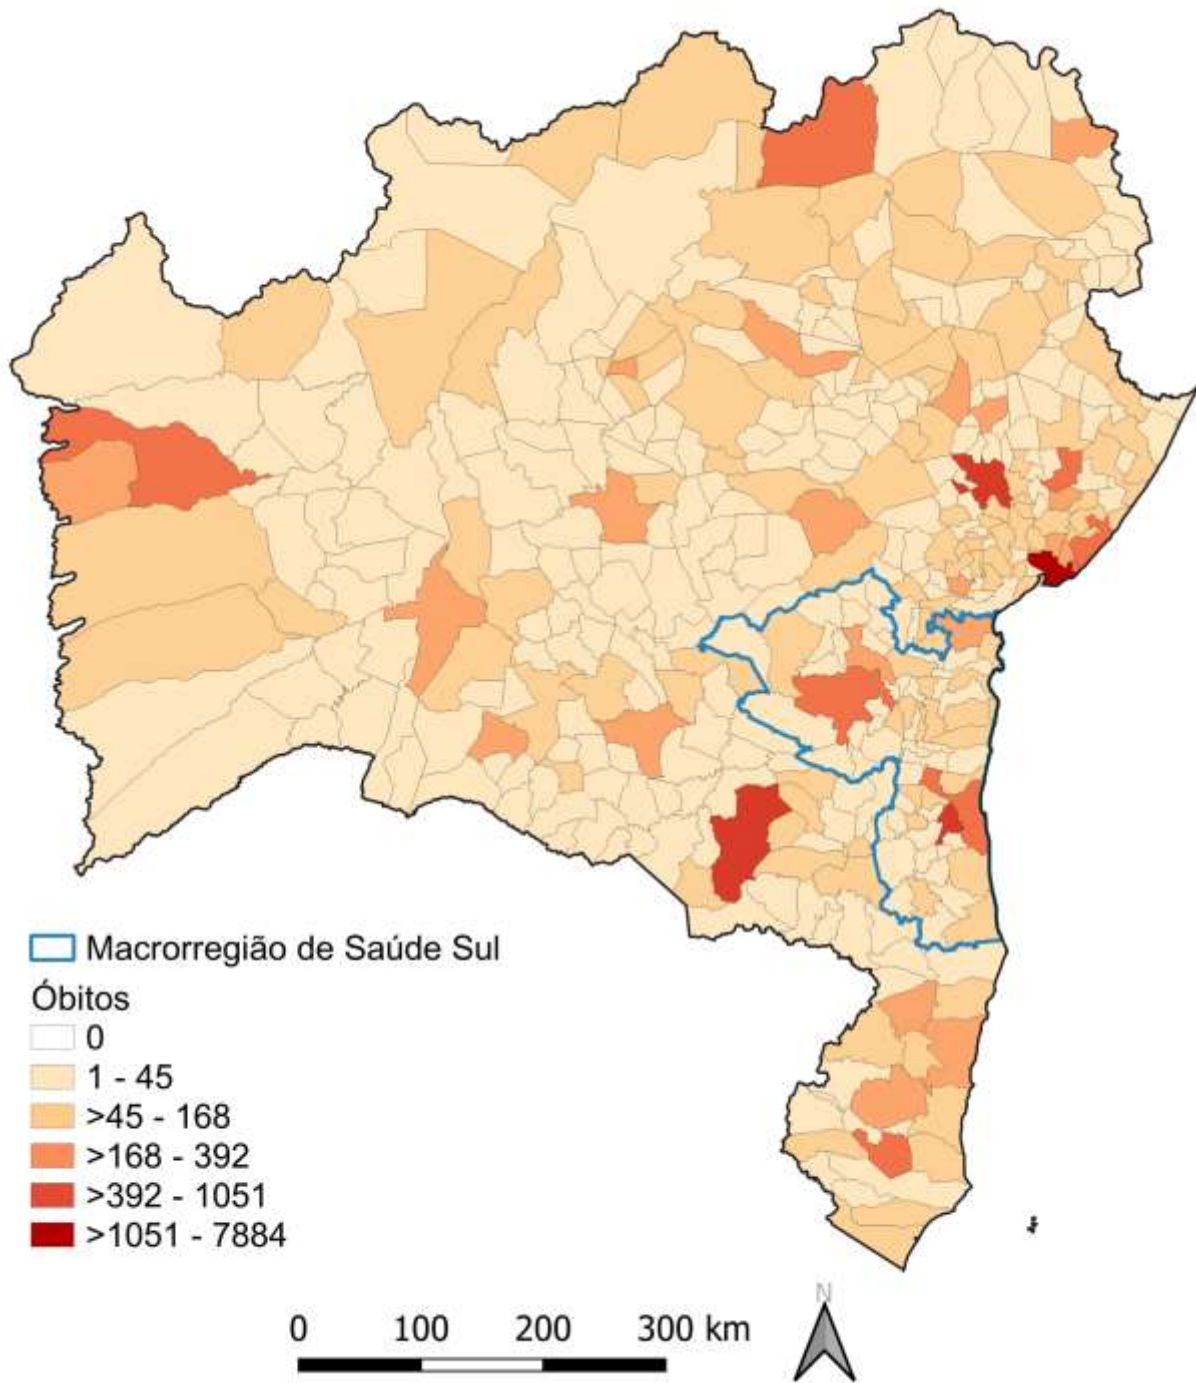 Macrorregião de Saúde Sul
Óbitos
0
1 - 45
>45 - 168
>168 - 392
>392 - 1051
>1051 - 7884
N
0 100 200 300 km